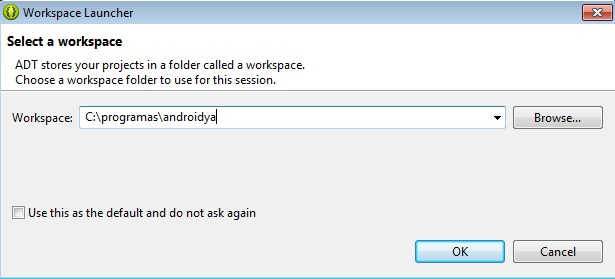 Workspace Launcher
Select a workspace
ADT stores your projects in a folder called a workspace.
Choose a workspace folder to use for this session.
Workspace: C:\programas\androidya Browse...
Use this as the default and do not ask again
OK Cancel